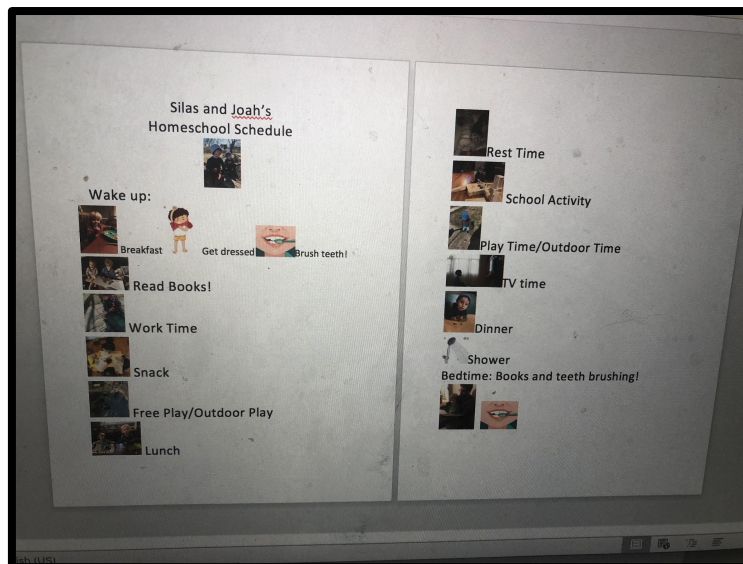 Silas and Joah's
Homeschool Schedule
Wake up:
Breakfast Get dressed Brush teeth!
Read Books!
Work Time
Snack
Free Play/Outdoor Play
Lunch
Rest Time
School Activity
Play Time/Outdoor Time
TV time
Dinner
Shower
Bedtime: Books and teeth brushing!
(US)